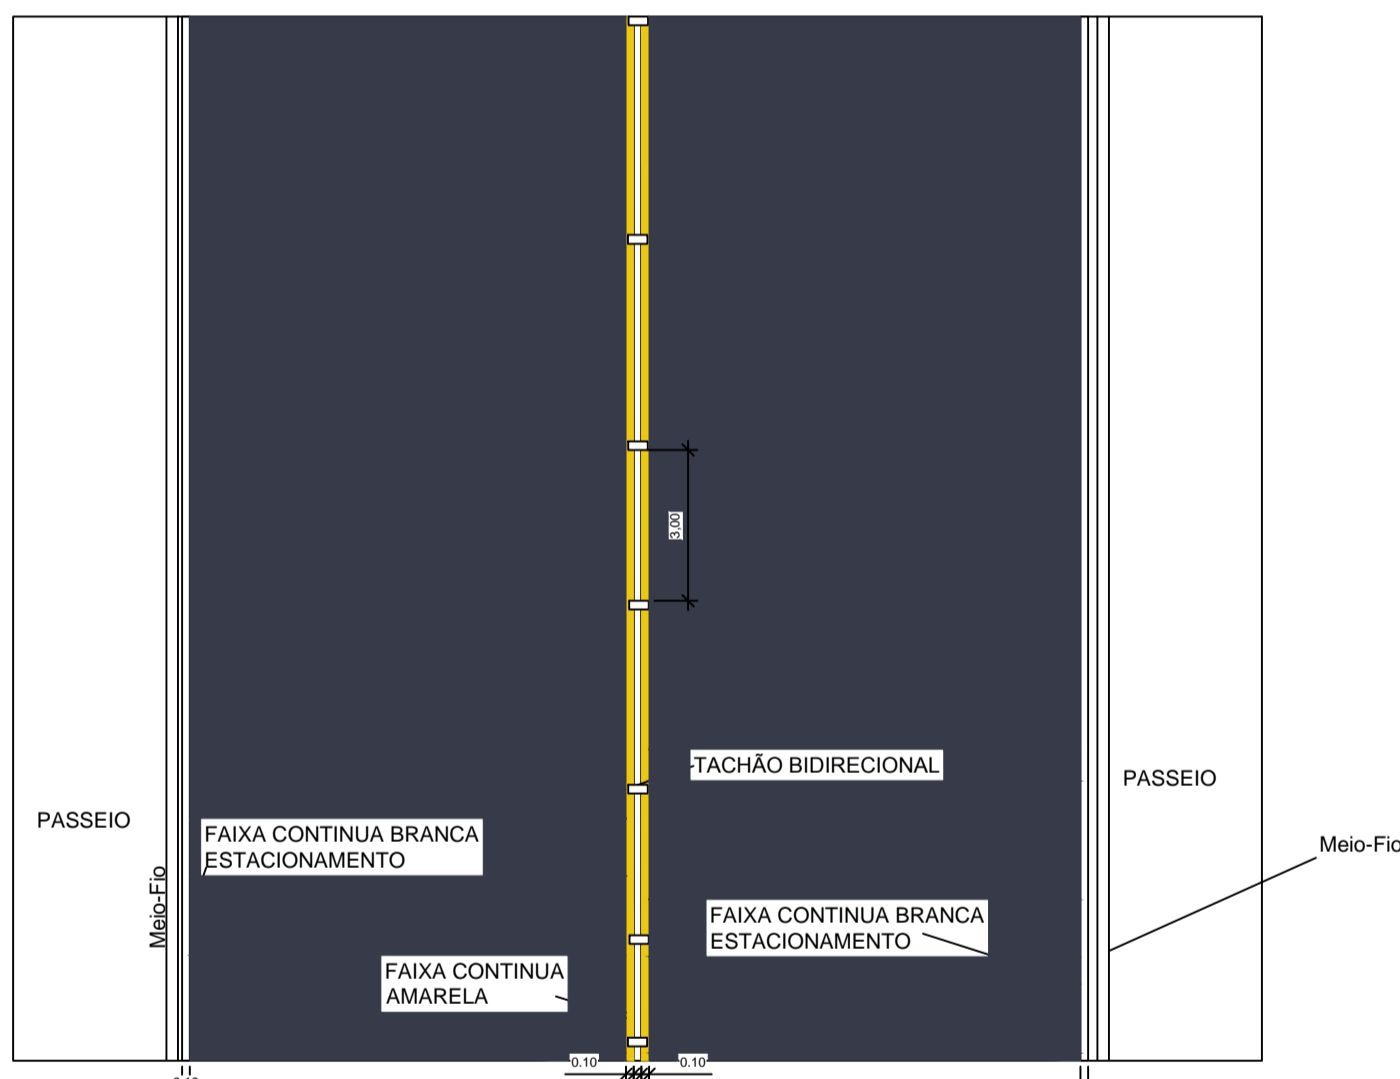 3.00
TACHÃO BIDIRECIONAL
PASSEIO
PASSEIO
FAIXA CONTINUA BRANCA
ESTACIONAMENTO
Meio-Fio
Meio-Fio
FAIXA CONTINUA BRANCA
ESTACIONAMENTO
FAIXA CONTINUA
AMARELA
0.10
0.10